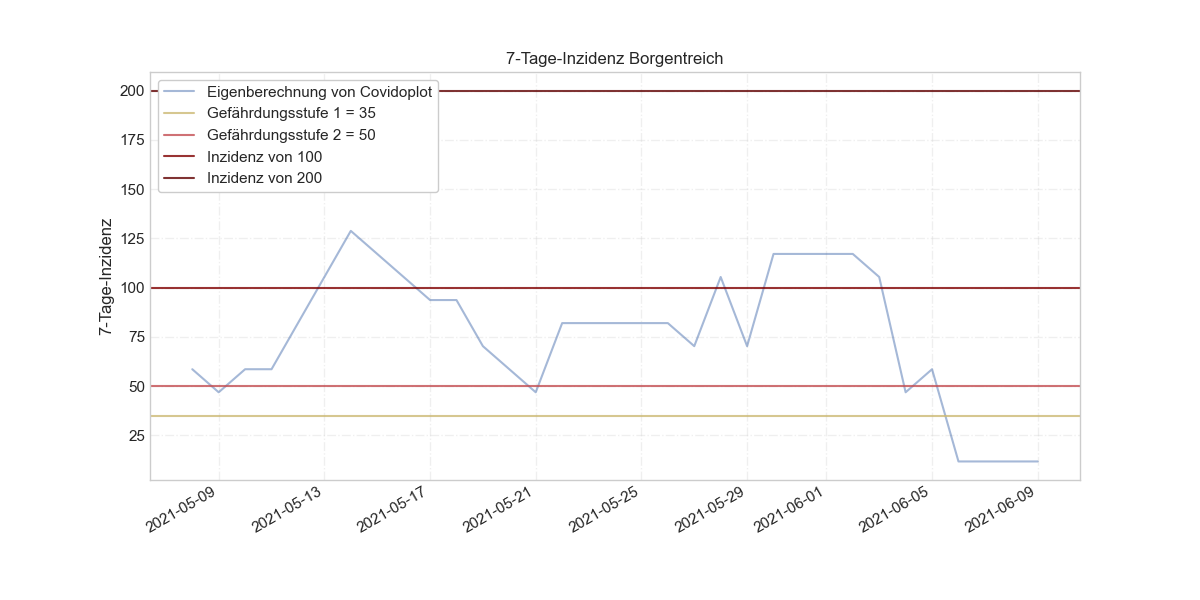 7-Tage-Inzidenz Borgentreich
Eigenberechnung von Covidoplot
Gefährdungsstufe 1 = 35
Gefährdungsstufe 2 = 50
Inzidenz von 100
Inzidenz von 200
7-Tage-Inzidenz
200
175
150
125
100
75
50
25
2021-05-09
2021-05-13
2021-05-17
2021-05-21
2021-05-25
2021-05-29
2021-06-01
2021-06-05
2021-06-09